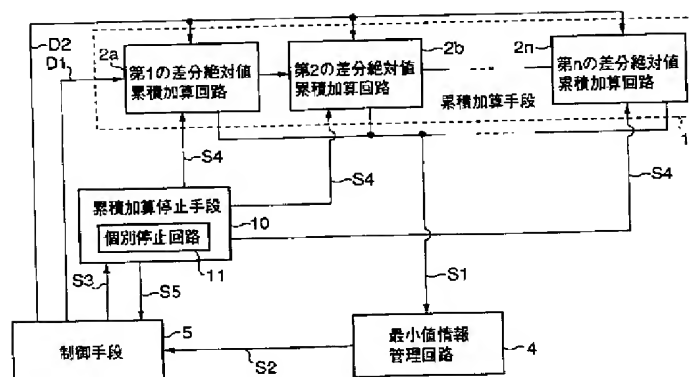 D2
D1
2a
第1の差分絶対値
累積加算回路
2b
第2の差分絶対値
累積加算回路
2n
第nの差分絶対値
累積加算回路
累積加算手段
1
S4
S4
S4
累積加算停止手段
10
個別停止回路
11
S3
S5
S1
5
制御手段
S2
最小値情報
管理回路
4